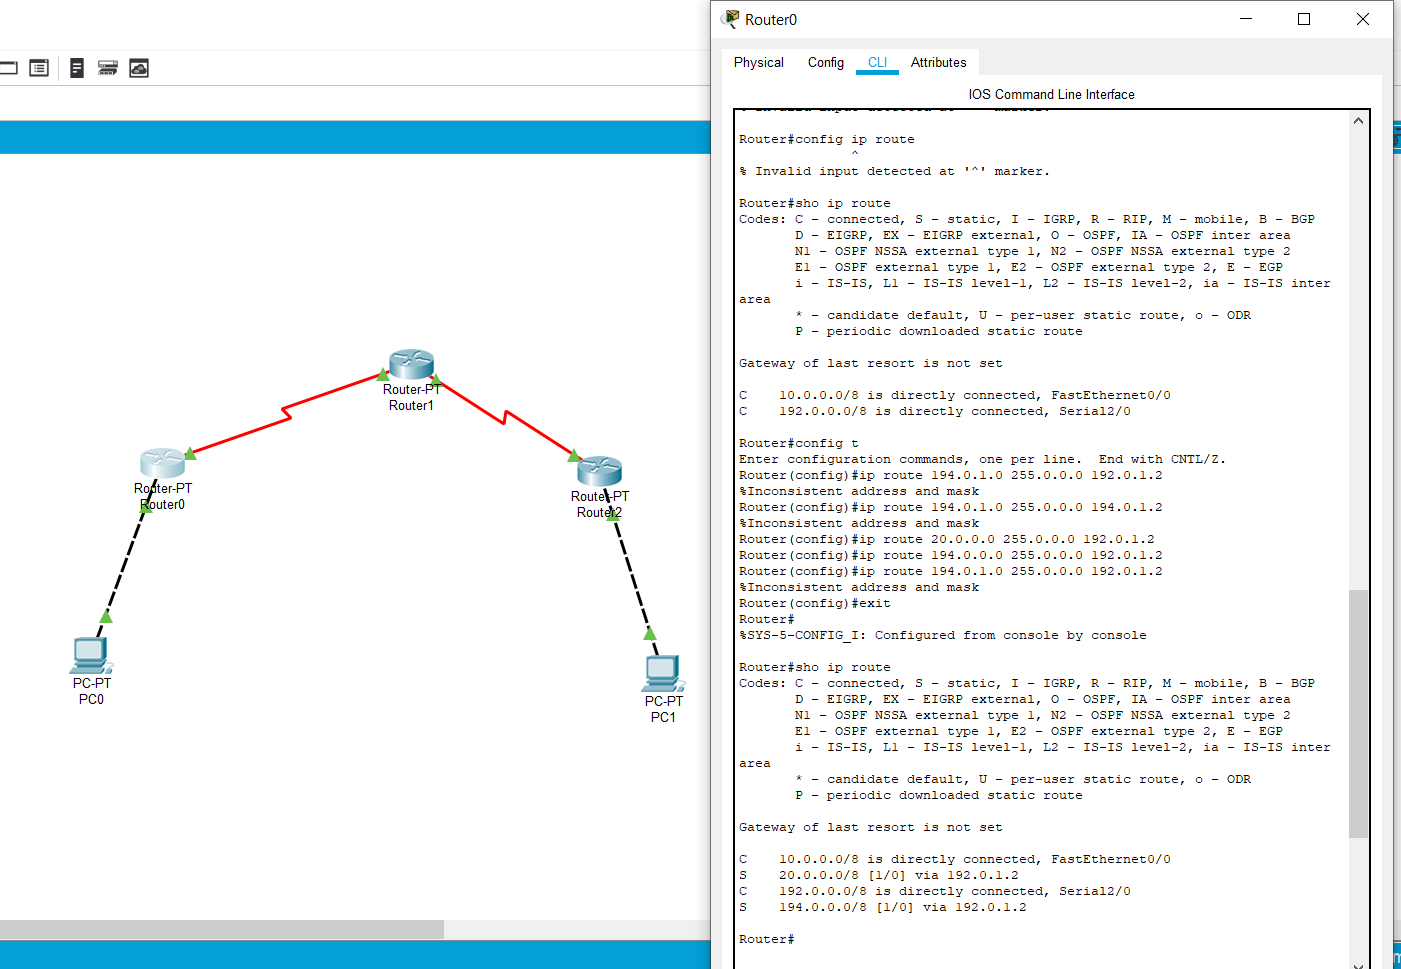 Router0
Physical Config CLI Attributes
IOS Command Line Interface
Router#config ip route
^
% Invalid input detected at '^' marker.
Router#sho ip route
Codes: C - connected, S - static, I - IGRP, R - RIP, M - mobile, B - BGP
D - EIGRP, EX - EIGRP external, O - OSPF, IA - OSPF inter area
N1 - OSPF NSSA external type 1, N2 - OSPF NSSA external type 2
E1 - OSPF external type 1, E2 - OSPF external type 2, E - EGP
i - IS-IS, L1 - IS-IS level-1, L2 - IS-IS level-2, ia - IS-IS inter
area
* - candidate default, U - per-user static route, o - ODR
P - periodic downloaded static route
Gateway of last resort is not set
C 10.0.0.0/8 is directly connected, FastEthernet0/0
C 192.0.0.0/8 is directly connected, Serial2/0
Router#config t
Enter configuration commands, one per line. End with CNTL/Z.
Router(config)#ip route 194.0.1.0 255.0.0.0 192.0.1.2
%Inconsistent address and mask
Router(config)#ip route 194.0.1.0 255.0.0.0 194.0.1.2
%Inconsistent address and mask
Router(config)#ip route 20.0.0.0 255.0.0.0 192.0.1.2
Router(config)#ip route 194.0.0.0 255.0.0.0 192.0.1.2
Router(config)#ip route 194.0.1.0 255.0.0.0 192.0.1.2
%Inconsistent address and mask
Router(config)#exit
Router#
%SYS-5-CONFIG_I: Configured from console by console
Router#sho ip route
Codes: C - connected, S - static, I - IGRP, R - RIP, M - mobile, B - BGP
D - EIGRP, EX - EIGRP external, O - OSPF, IA - OSPF inter area
N1 - OSPF NSSA external type 1, N2 - OSPF NSSA external type 2
E1 - OSPF external type 1, E2 - OSPF external type 2, E - EGP
i - IS-IS, L1 - IS-IS level-1, L2 - IS-IS level-2, ia - IS-IS inter
area
* - candidate default, U - per-user static route, o - ODR
P - periodic downloaded static route
Gateway of last resort is not set
C 10.0.0.0/8 is directly connected, FastEthernet0/0
S 20.0.0.0/8 [1/0] via 192.0.1.2
C 192.0.0.0/8 is directly connected, Serial2/0
S 194.0.0.0/8 [1/0] via 192.0.1.2
Router#
Router-PT
Router1
Router-PT
Router0
Router-PT
Router2
PC-PT
PC0
PC-PT
PC1